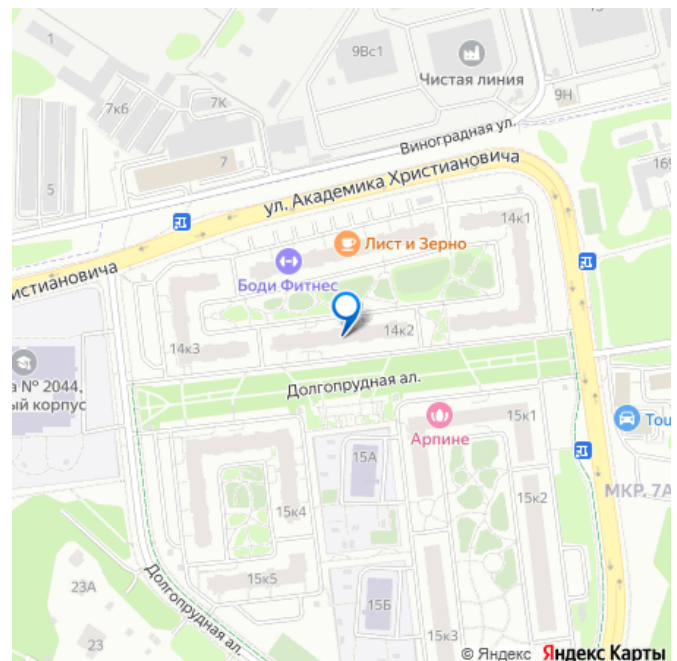 9Вс1
Чистая линия
1
7к6
7К
9Н
Виноградная ул.
7
5
ул. Академика Христиановича
169
14к1
Лист и Зерно
Боди Фитнес
истиановича
14к2
14к3
а № 2044,
ый корпус
Долгопрудная ал.
15к1
Арпине
Tou
15А
МКР. 7А
15к2
15к4
15к5
23А
15Б
Долгопрудная ал.
23
15к3
© Яндекс Яндекс Карты